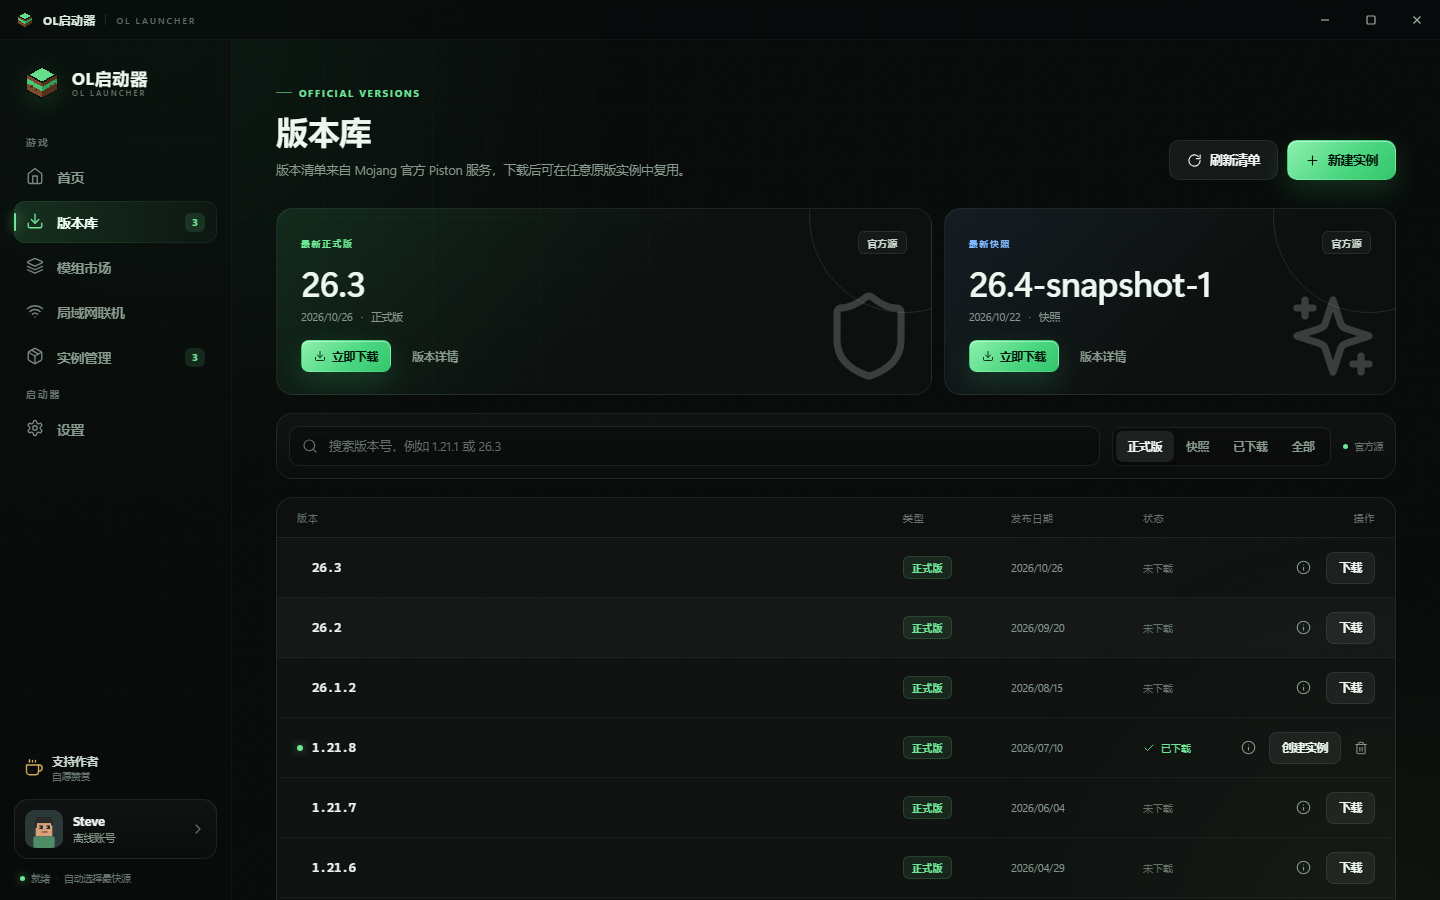 OL启动器 OL LAUNCHER
OL启动器
OL LAUNCHER
游戏
首页
版本库 3
模组市场
局域网联机
实例管理 3
启动器
设置
支持作者
自愿赞赏
Steve
离线账号
就绪 · 自动选择最快源
OFFICIAL VERSIONS
版本库
版本清单来自 Mojang 官方 Piston 服务，下载后可在任意原版实例中复用。
刷新清单
新建实例
最新正式版
官方源
26.3
2026/10/26 · 正式版
立即下载 版本详情
最新快照
官方源
26.4-snapshot-1
2026/10/22 · 快照
立即下载 版本详情
搜索版本号，例如 1.21.1 或 26.3
正式版 快照 已下载 全部 官方源
版本 类型 发布日期 状态 操作
26.3 正式版 2026/10/26 未下载 下载
26.2 正式版 2026/09/20 未下载 下载
26.1.2 正式版 2026/08/15 未下载 下载
1.21.8 正式版 2026/07/10 已下载 创建实例
1.21.7 正式版 2026/06/04 未下载 下载
1.21.6 正式版 2026/04/29 未下载 下载